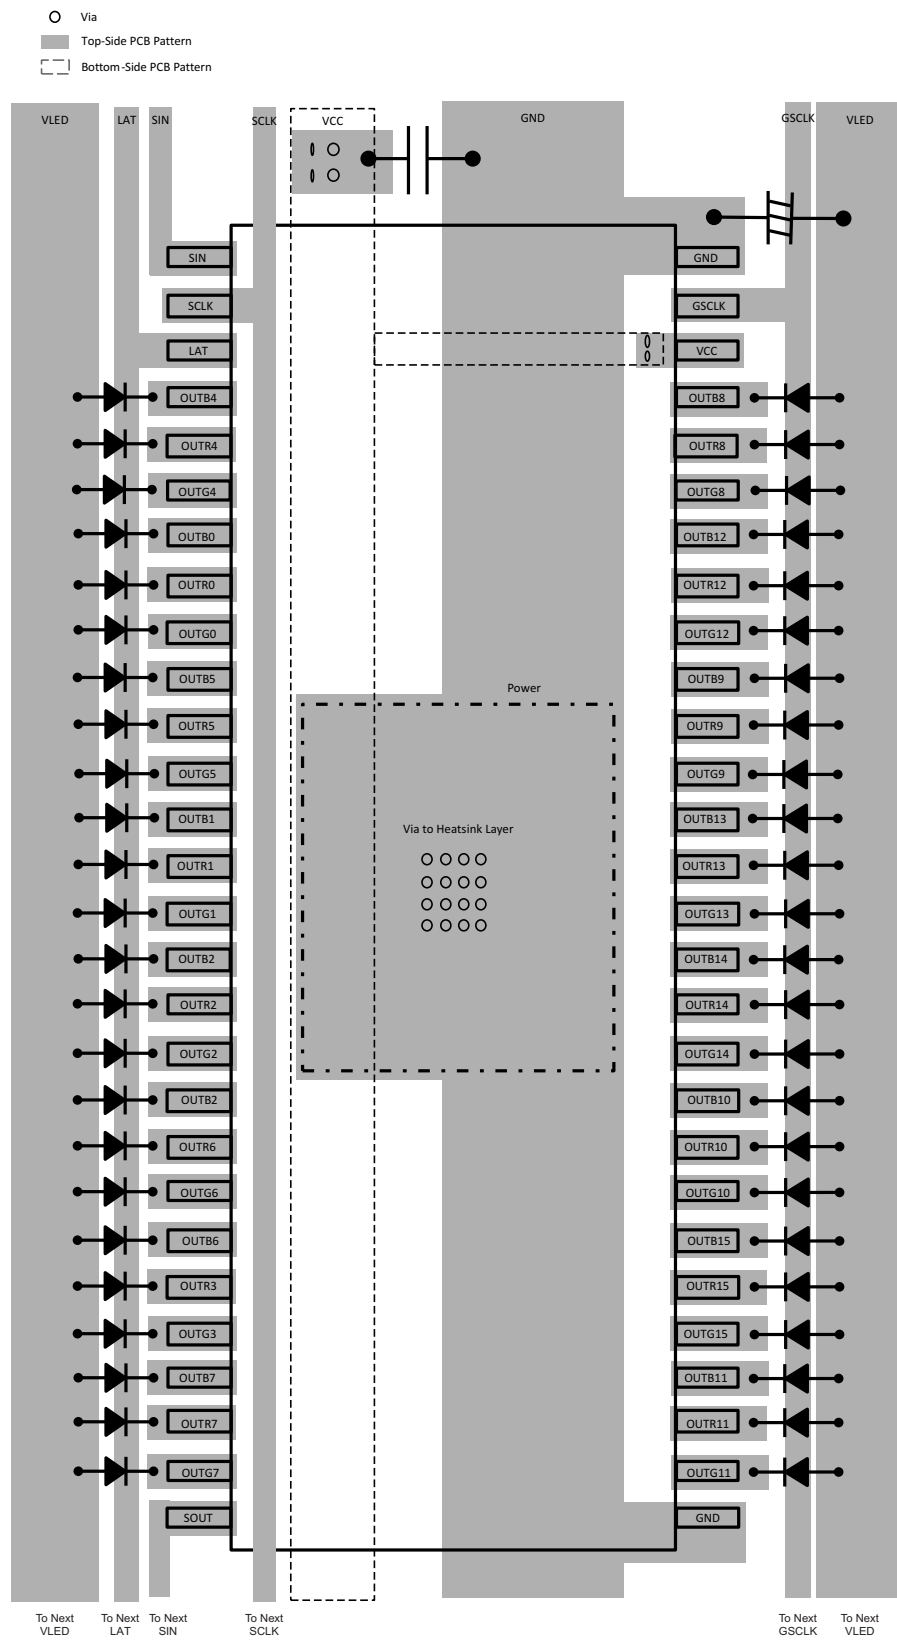 Via
Top-Side PCB Pattern
Bottom-Side PCB Pattern
VLED
LAT
SIN
SCLK
VCC
GND
GSCLK
VLED
SIN
GND
SCLK
GSCLK
LAT
VCC
OUTB4
OUTB8
OUTR4
OUTR8
OUTG4
OUTG8
OUTB0
OUTB12
OUTR0
OUTR12
OUTG0
OUTG12
OUTB5
OUTB9
Power
OUTR5
OUTR9
OUTG5
OUTG9
OUTB1
OUTB13
Via to Heatsink Layer
OUTR1
OUTR13
OUTG1
OUTG13
OUTB2
OUTB14
OUTR2
OUTR14
OUTG2
OUTG14
OUTB2
OUTB10
OUTR6
OUTR10
OUTG6
OUTG10
OUTB6
OUTB15
OUTR3
OUTR15
OUTG3
OUTG15
OUTB7
OUTB11
OUTR7
OUTR11
OUTG7
OUTG11
SOUT
GND
To Next
VLED
To Next
LAT
To Next
SIN
To Next
SCLK
To Next
GSCLK
To Next
VLED